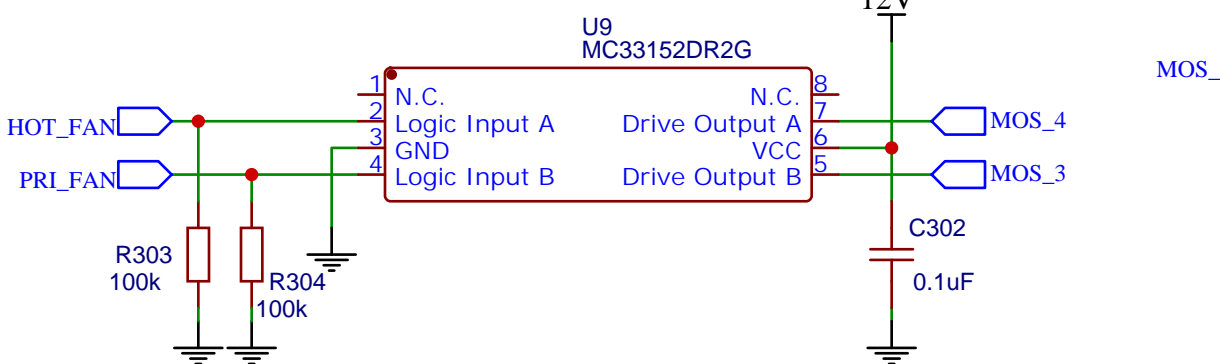 12V
U9
MC33152DR2G
MOS_
1
N.C.
N.C.
8
HOT_FAN
2
Logic Input A
Drive Output A
7
MOS_4
3
GND
VCC
6
PRI_FAN
4
Logic Input B
Drive Output B
5
MOS_3
C302
0.1uF
R303
100k
R304
100k